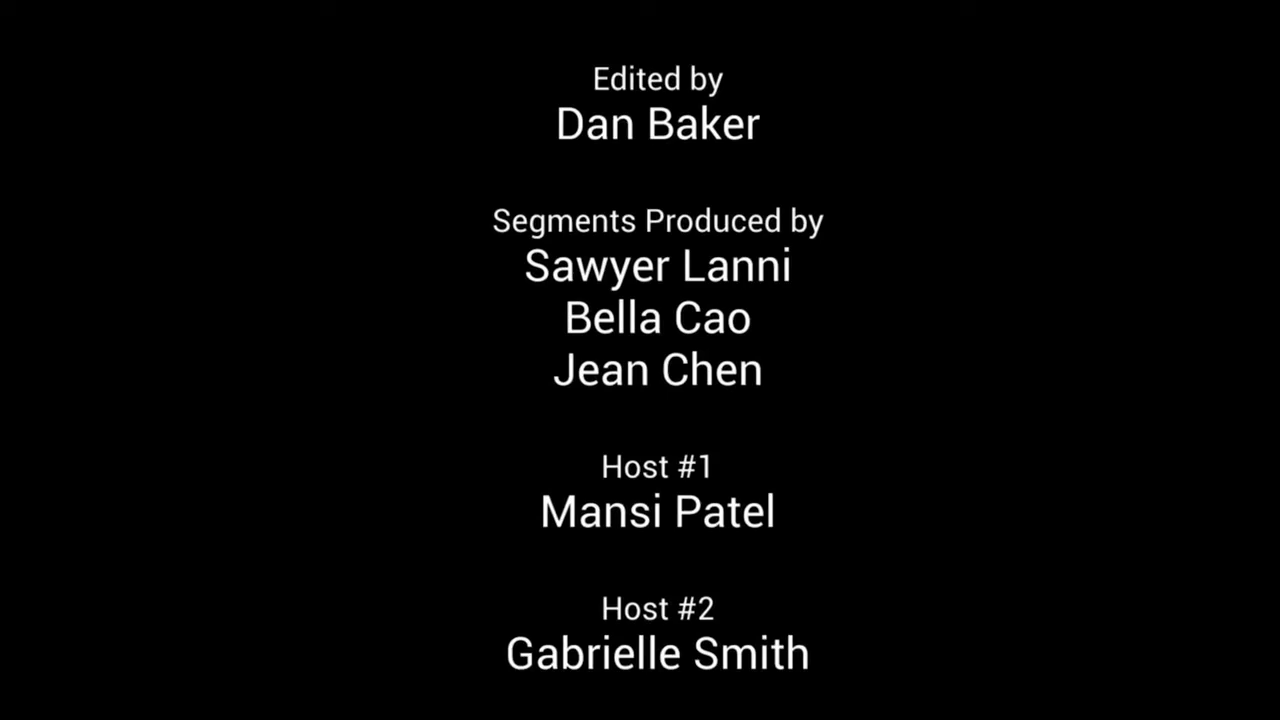 Edited by
Dan Baker
Segments Produced by
Sawyer Lanni
Bella Cao
Jean Chen
Host #1
Mansi Patel
Host #2
Gabrielle Smith